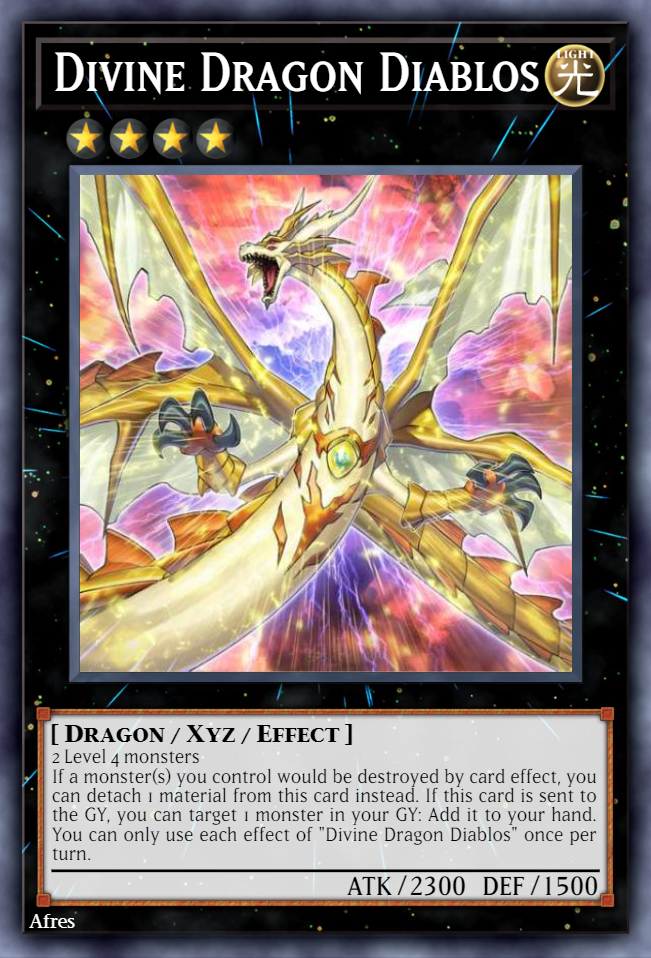 Divine Dragon Diablos
LIGHT
光
[ Dragon / Xyz / Effect ]
2 Level 4 monsters
If a monster(s) you control would be destroyed by card effect, you
can detach 1 material from this card instead. If this card is sent to
the GY, you can target 1 monster in your GY: Add it to your hand.
You can only use each effect of "Divine Dragon Diablos" once per
turn.
ATK/2300 DEF/1500
Afres